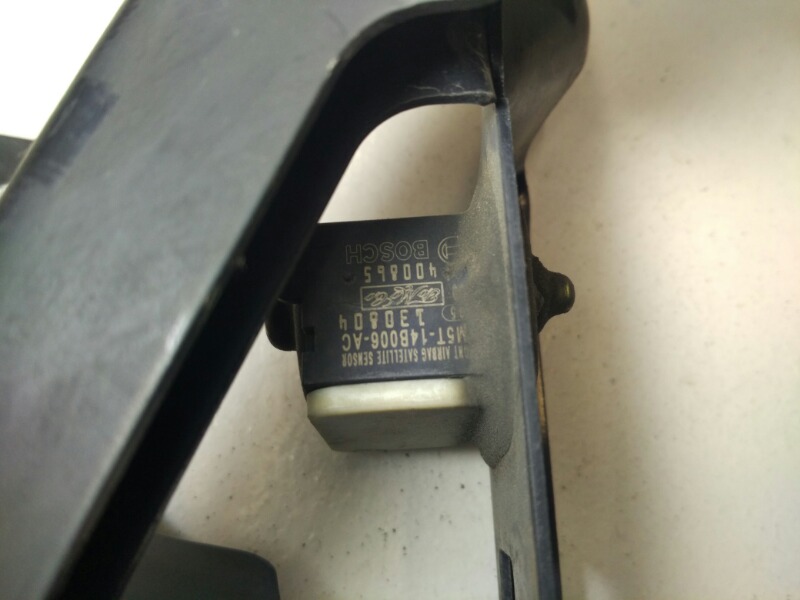 AIRBAG SATELLITE SENSOR
M5T-14B006-AC
130804
400865
BOSCH